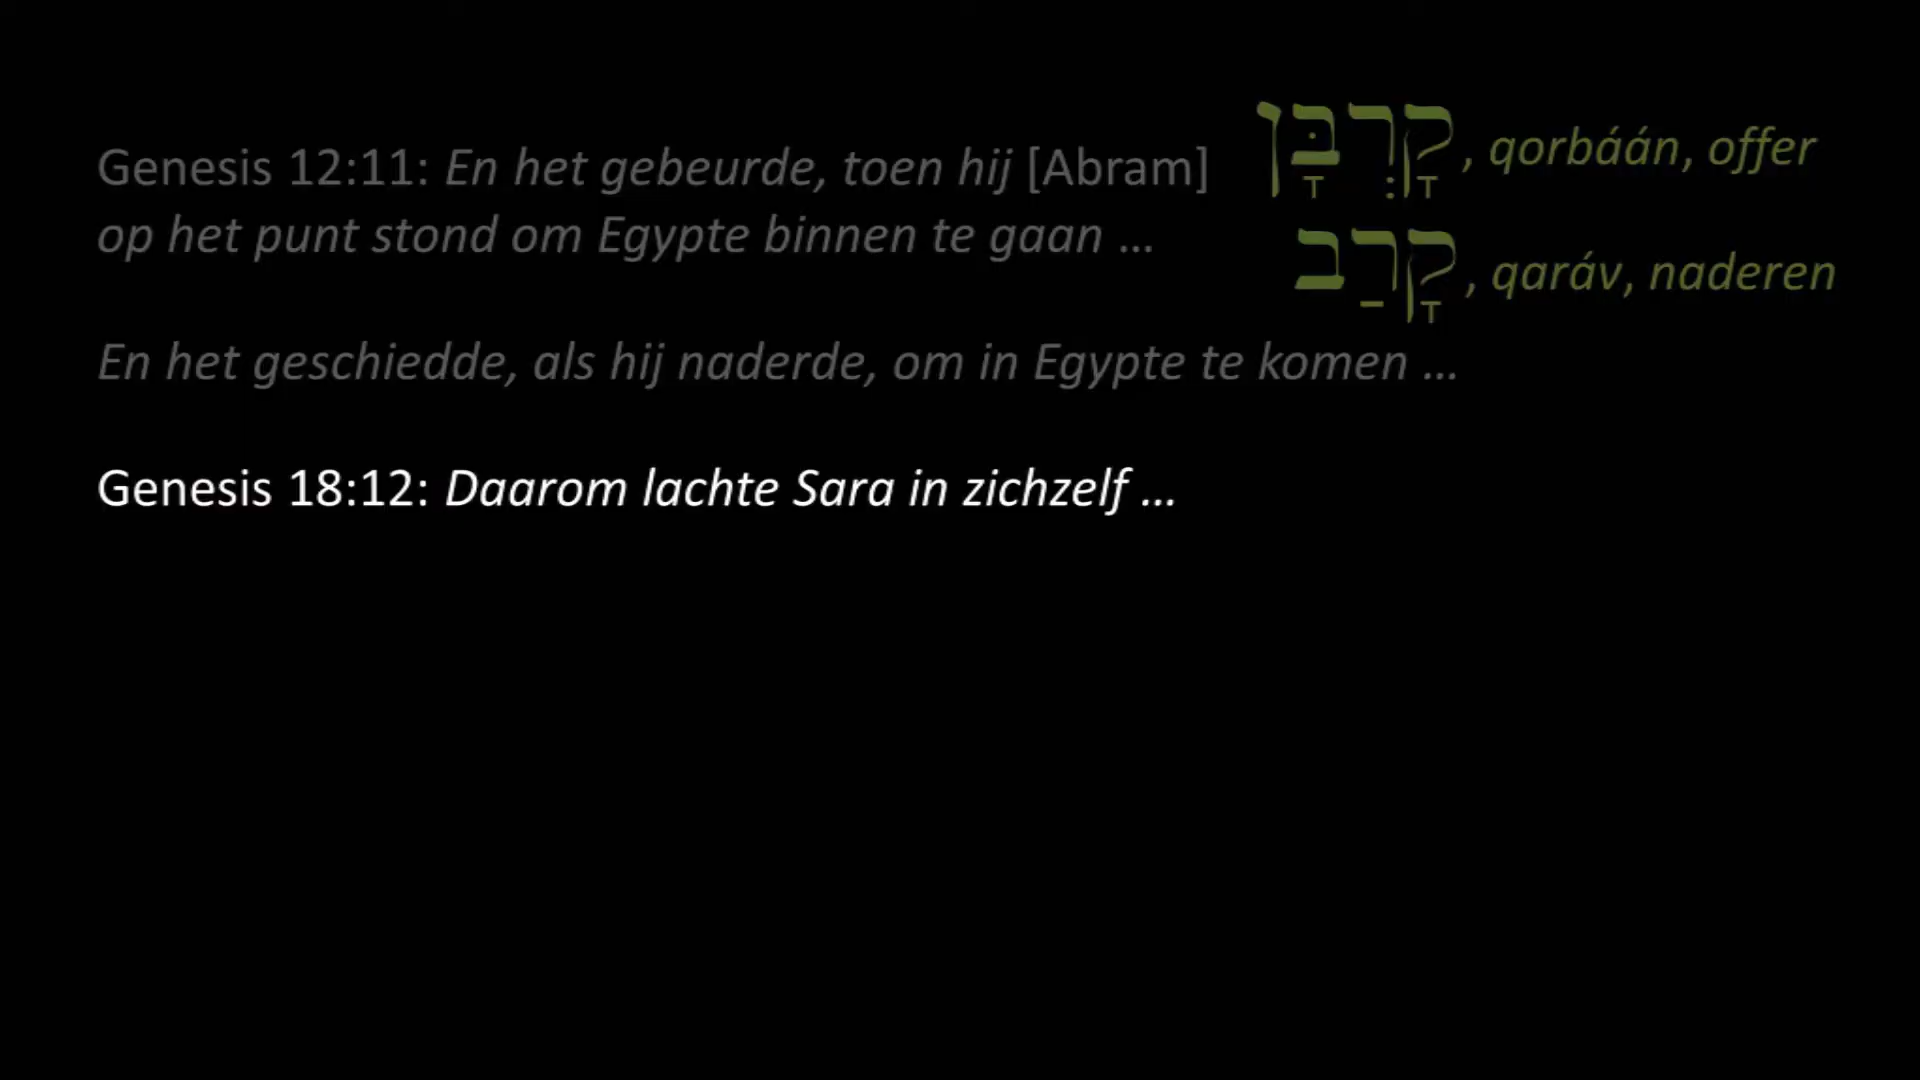 Genesis 12:11: En het gebeurde, toen hij [Abram]
op het punt stond om Egypte binnen te gaan ...
קָרְבָּן, qorbáán, offer
קָרַב, qaráv, naderen
En het geschiedde, als hij naderde, om in Egypte te komen ...
Genesis 18:12: Daarom lachte Sara in zichzelf ...